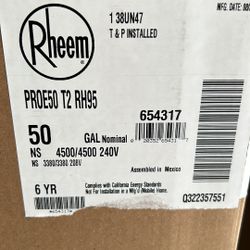 MFG. DATE:
1 38UN47
T & P INSTALLED
Rheem
PROE50 T2 RH95
654317
50
GAL Nominal
NS 4500/4500 240V
NS 3380/3380 208V
Assembled in Mexico
6 YR
Complies with California Energy Standards
Not for Installation in a Mfg'd (Mobile) Home.
Q322357551